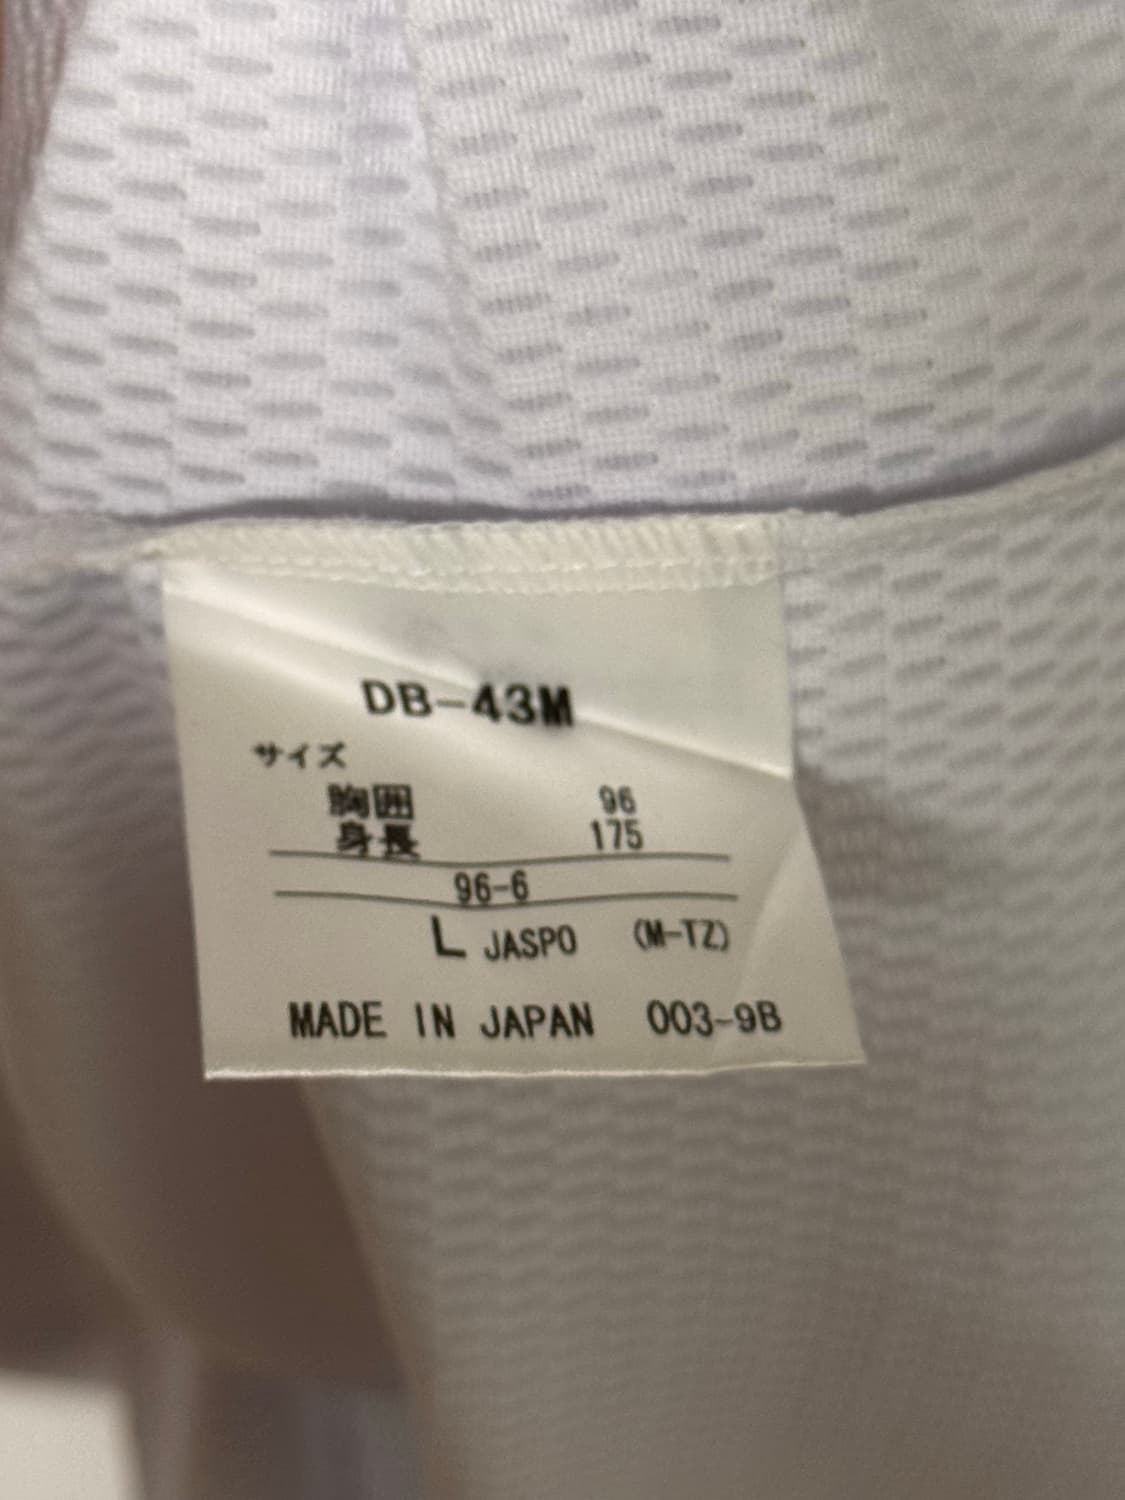 DB-43M
サイズ
胸囲 96
身長 175
96-6
L JASPO (M-TZ)
MADE IN JAPAN 003-9B